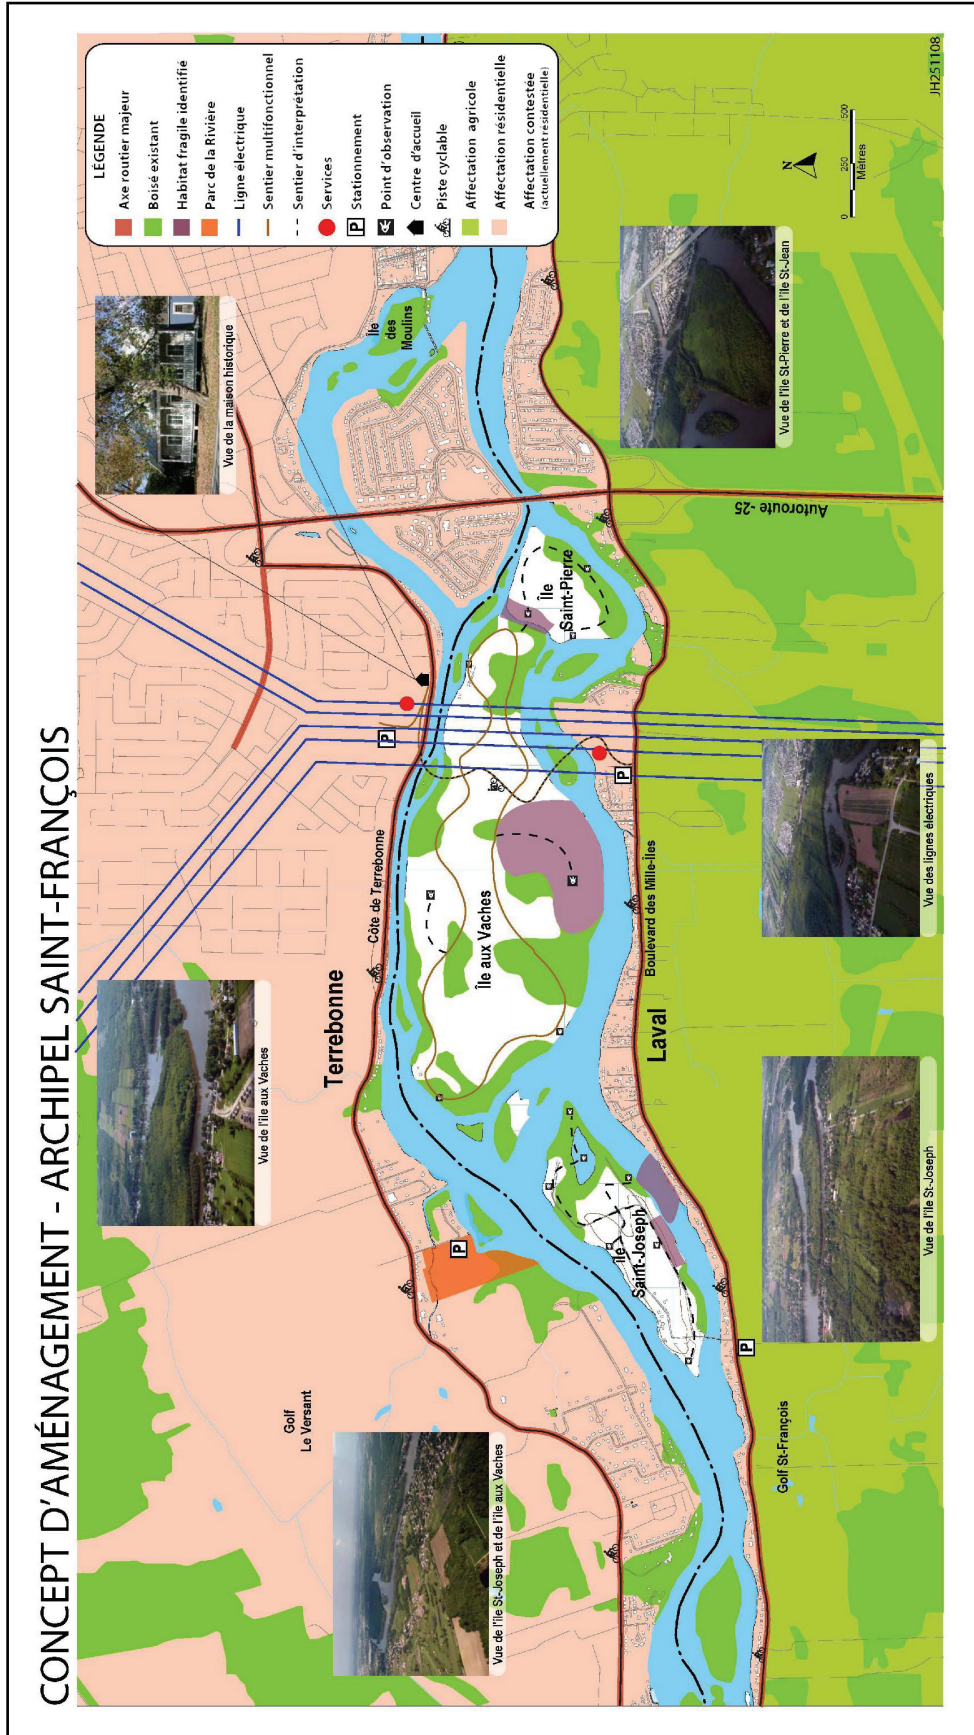 CONCEPT D'AMÉNAGEMENT - ARCHIPEL SAINT-FRANÇOIS
LÉGENDE
Axe routier majeur
Boisé existant
Habitat fragile identifié
Parc de la Rivière
Ligne électrique
Sentier multifonctionnel
Sentier d'interprétation
Services
P
Stationnement
Point d'observation
Centre d'accueil
Piste cyclable
Affectation agricole
Affectation résidentielle
Affectation contestée
(actuellement résidentielle)
Vue de l'île aux Vaches
Vue de la maison historique
Golf
Le Versant
Vue de l'île St-Joseph et de l'île aux Vaches
P
Terrebonne
Côte de Terrebonne
P
Île
des
Moulins
Île aux Vaches
Île
Saint-Pierre
Île
Saint-Joseph
P
P
Laval
Boulevard des Mille-Îles
Autoroute -25
Golf St-François
Vue de l'île St-Joseph
Vue des lignes électriques
Vue de l'île St-Pierre et de l'île St-Jean
N
0 250 500
Mètres
JH251108